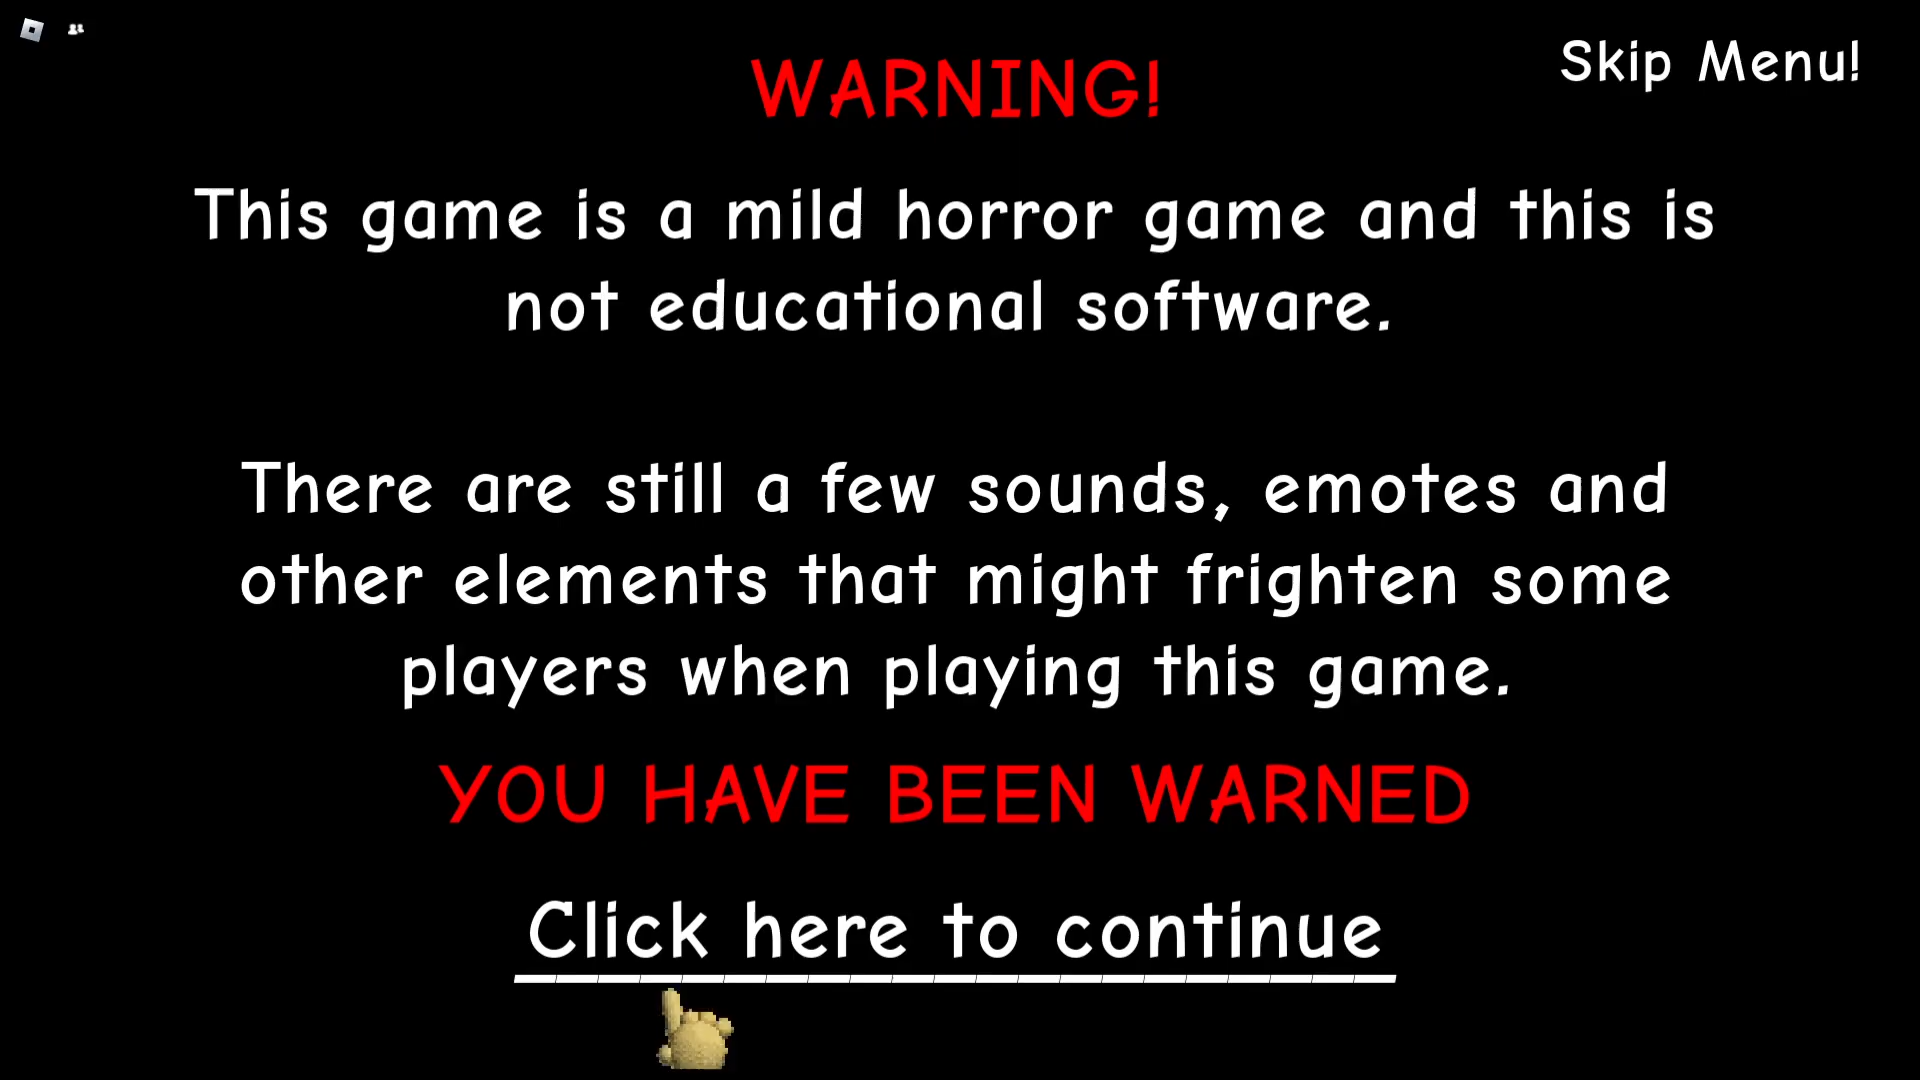 Skip Menu!
WARNING!
This game is a mild horror game and this is
not educational software.
There are still a few sounds, emotes and
other elements that might frighten some
players when playing this game.
YOU HAVE BEEN WARNED
Click here to continue